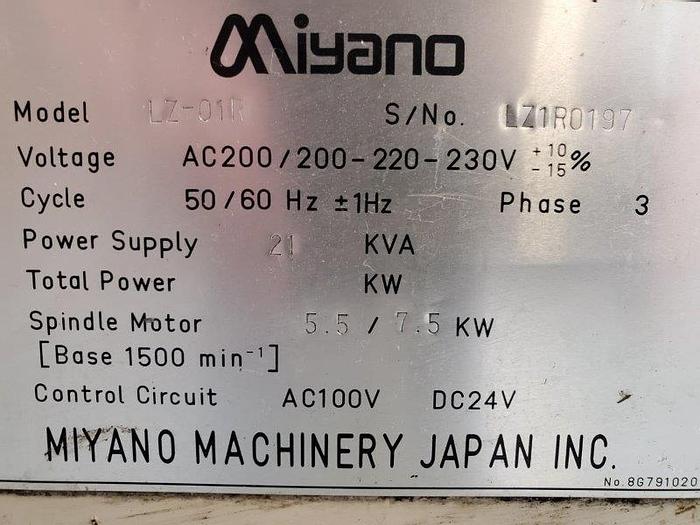 Miyano
Model LZ-01R S/No. LZ1R0197
Voltage AC200/200-220-230V +10 -15 %
Cycle 50/60 Hz ±1Hz Phase 3
Power Supply 21 KVA
Total Power KW
Spindle Motor 5.5 / 7.5 KW
[Base 1500 min⁻¹]
Control Circuit AC100V DC24V
MIYANO MACHINERY JAPAN INC.
No.8G791020